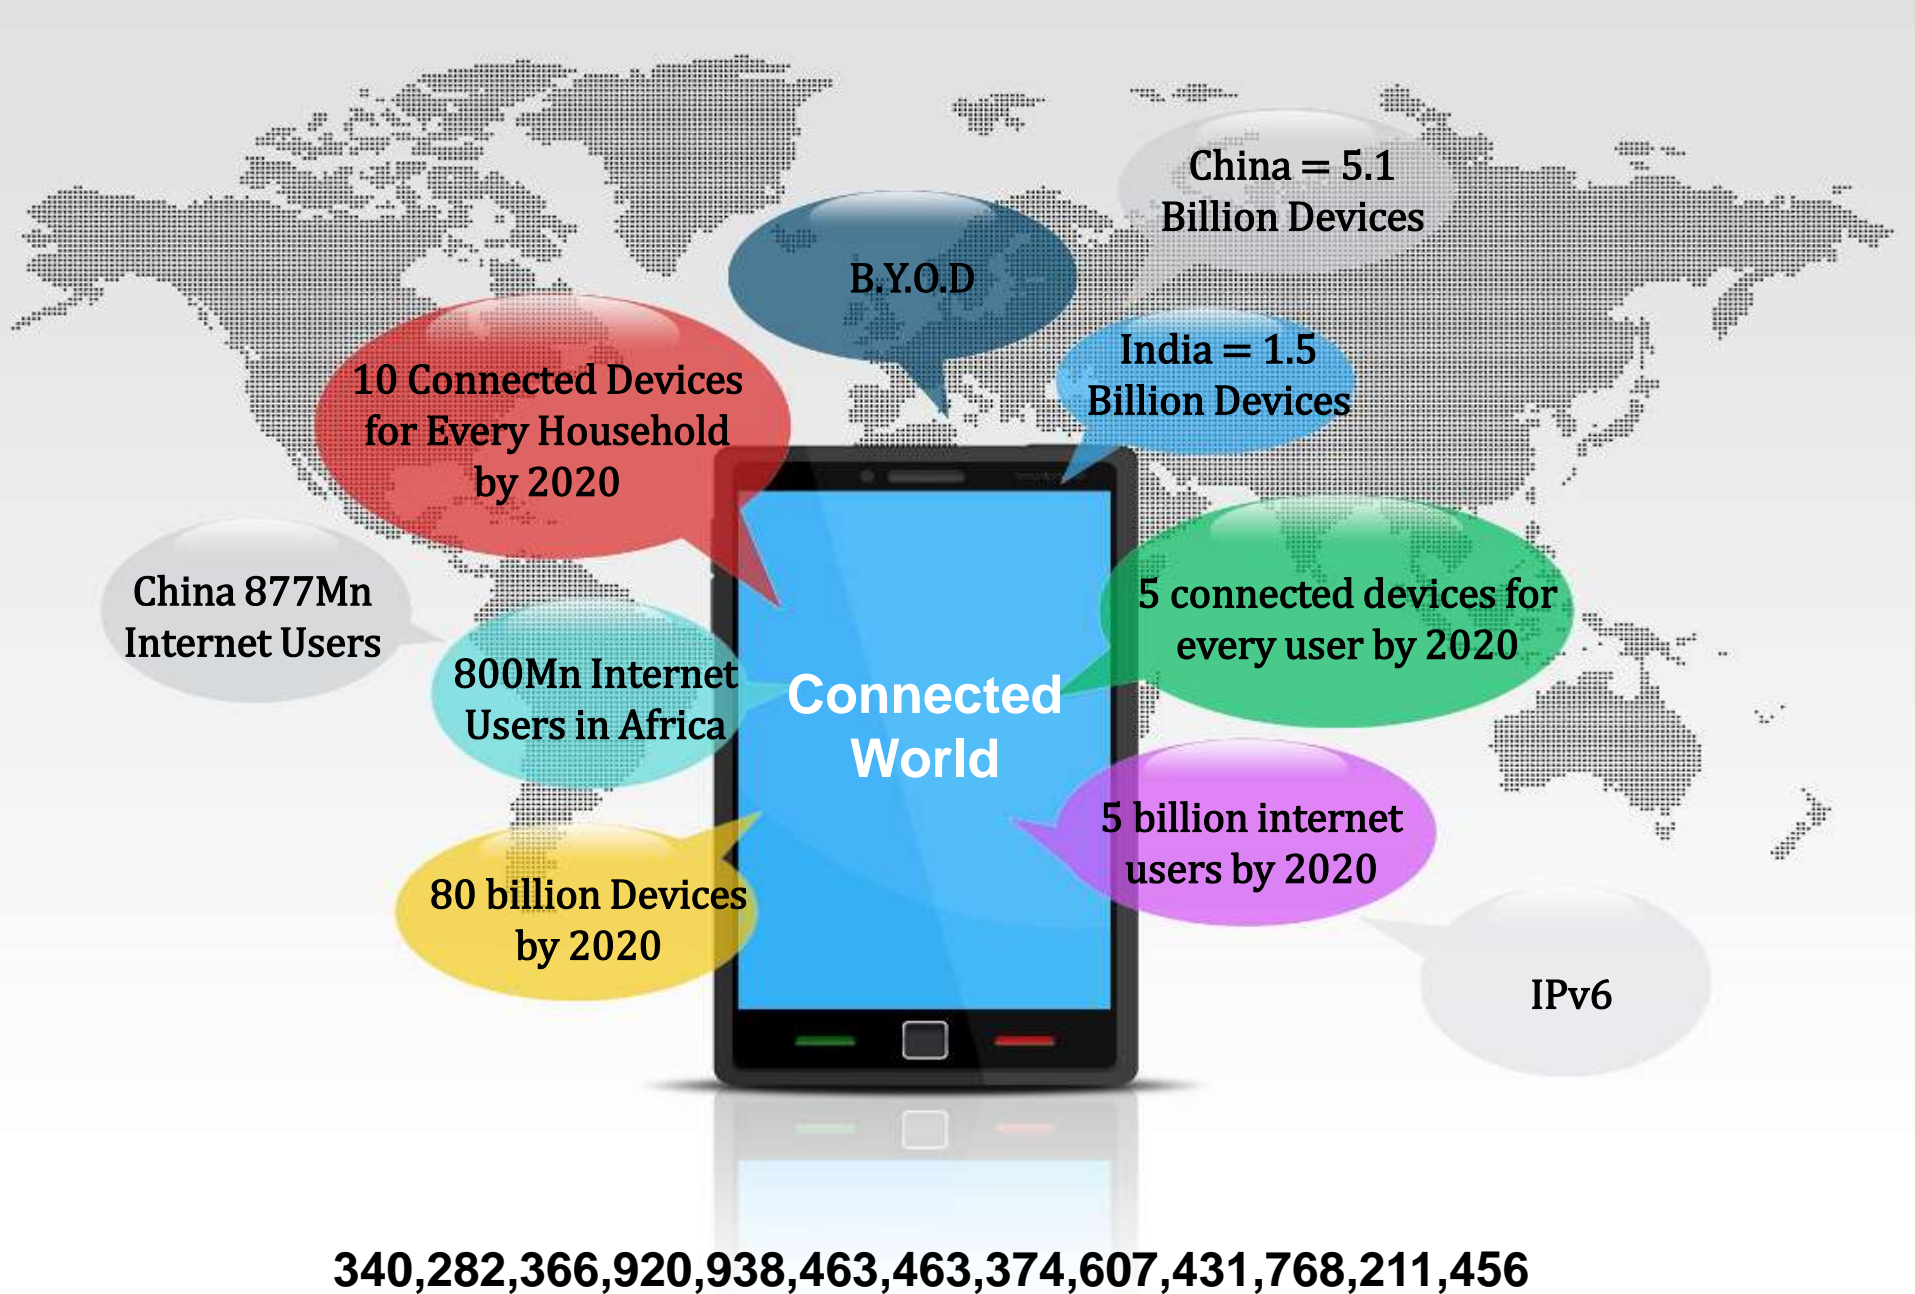 China = 5.1
Billion Devices
B.Y.O.D
India = 1.5
Billion Devices
10 Connected Devices
for Every Household
by 2020
China 877Mn
Internet Users
5 connected devices for
every user by 2020
800Mn Internet
Users in Africa
Connected
World
5 billion internet
users by 2020
80 billion Devices
by 2020
IPv6
340,282,366,920,938,463,463,374,607,431,768,211,456